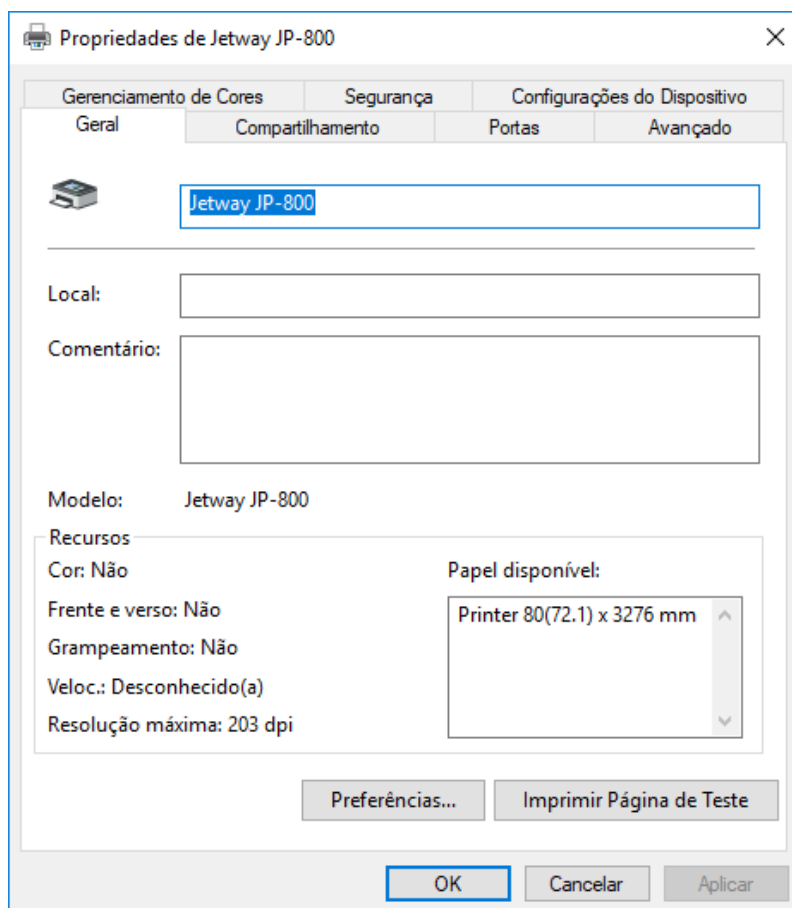 Propriedades de Jetway JP-800
Gerenciamento de Cores Segurança Configurações do Dispositivo
Geral Compartilhamento Portas Avançado
Jetway JP-800
Local:
Comentário:
Modelo: Jetway JP-800
Recursos
Cor: Não Papel disponível:
Frente e verso: Não Printer 80(72.1) x 3276 mm
Grampeamento: Não
Veloc.: Desconhecido(a)
Resolução máxima: 203 dpi
Preferências... Imprimir Página de Teste
OK Cancelar Aplicar